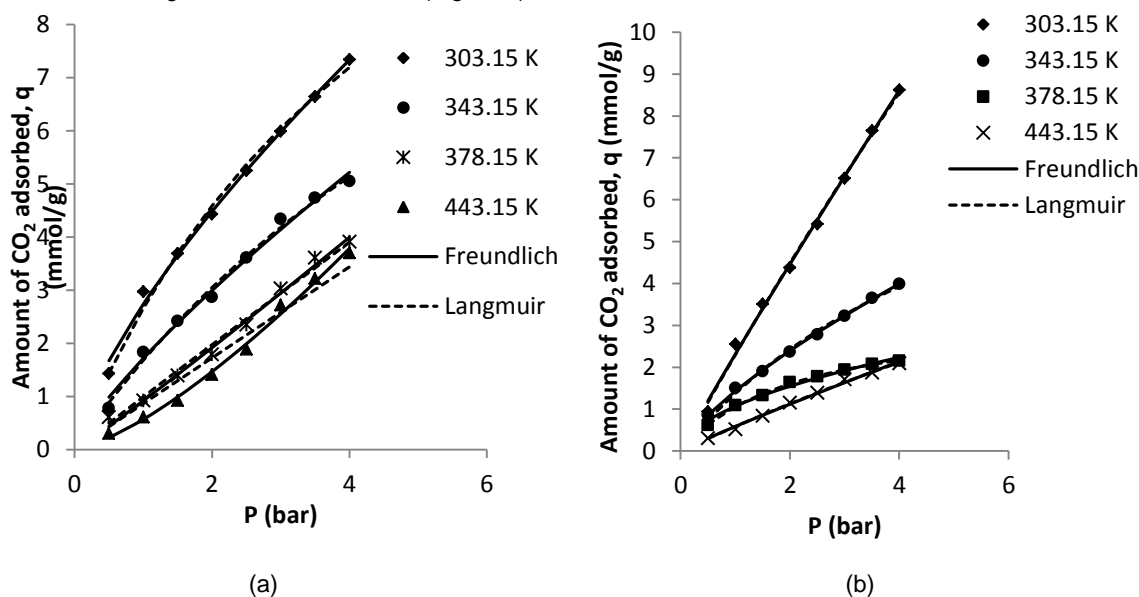 8
7
6
5
4
3
2
1
0
0
2
4
6
Amount of CO₂ adsorbed, q
(mmol/g)
P (bar)
303.15 K
343.15 K
378.15 K
443.15 K
Freundlich
Langmuir
(a)
10
9
8
7
6
5
4
3
2
1
0
0
2
4
6
Amount of CO₂ adsorbed, q (mmol/g)
P (bar)
303.15 K
343.15 K
378.15 K
443.15 K
Freundlich
Langmuir
(b)